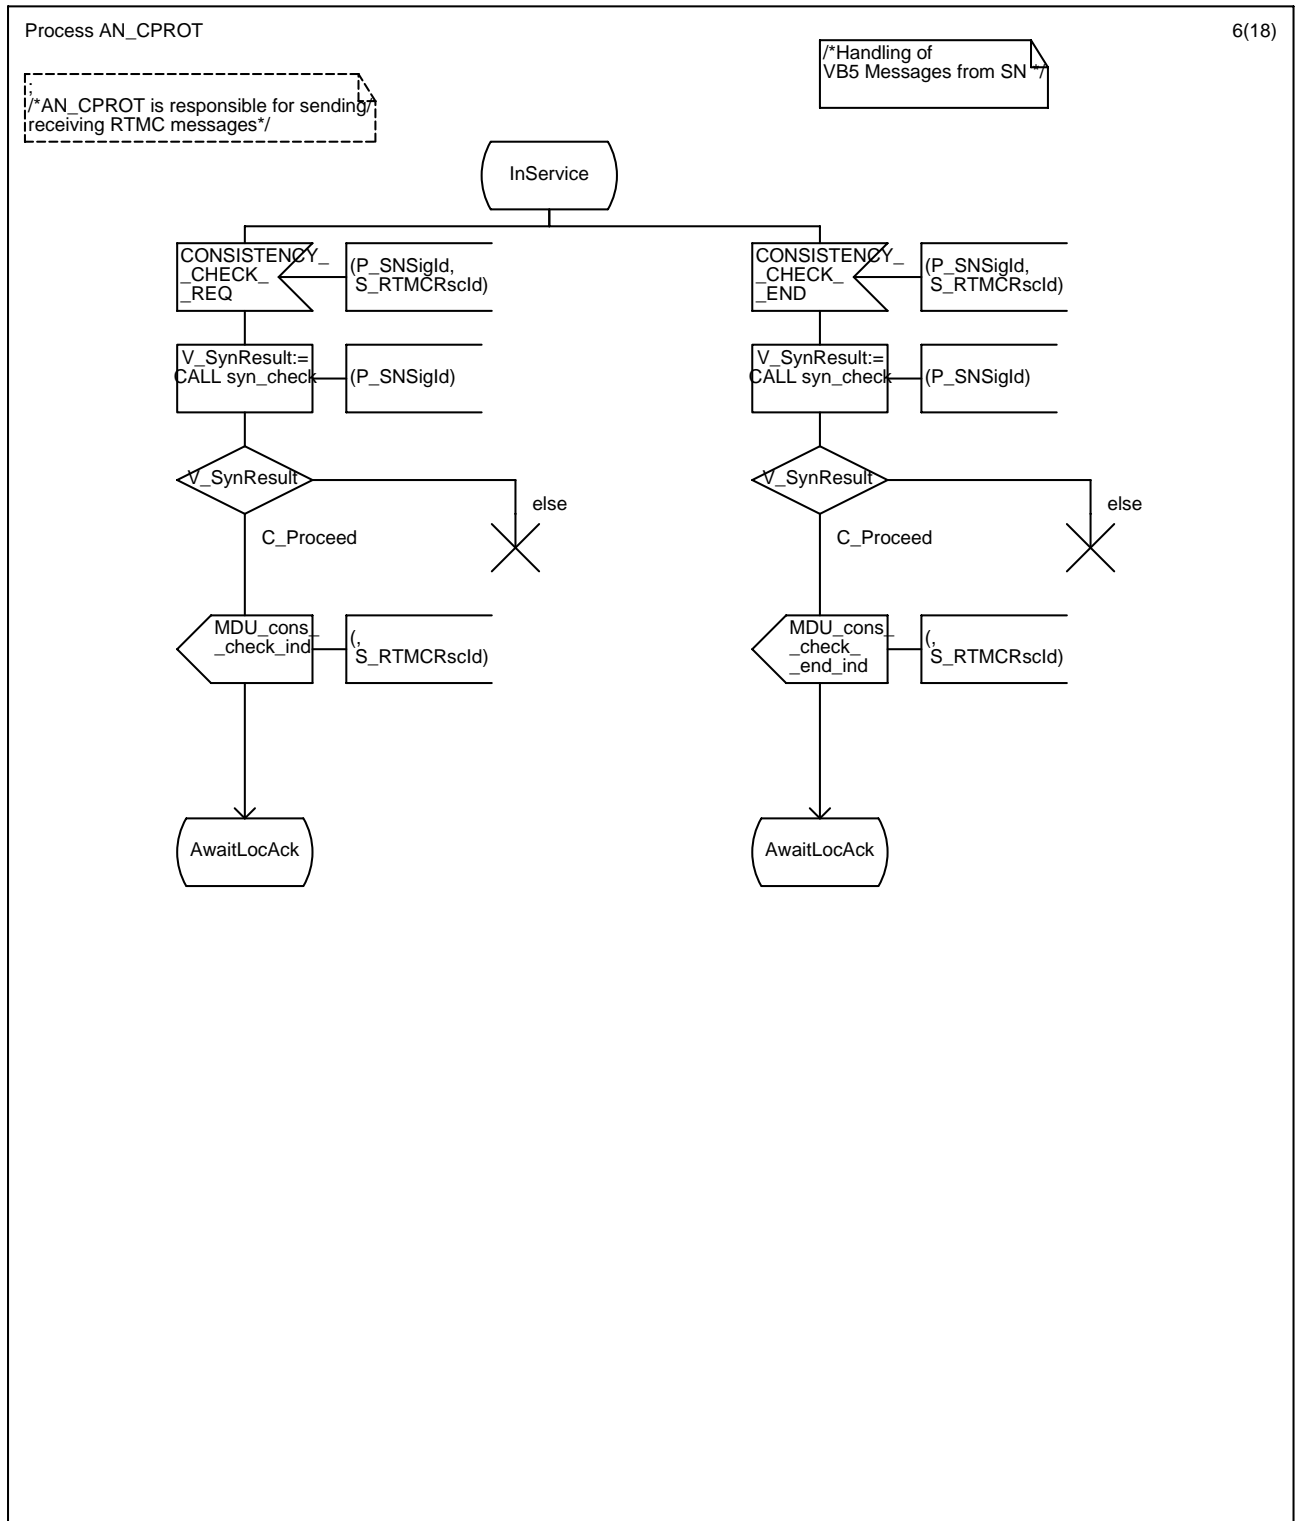 Process AN_CPROT
6(18)
/*Handling of
VB5 Messages from SN */
;
/*AN_CPROT is responsible for sending/
receiving RTMC messages*/
InService
CONSISTENCY_
_CHECK_
_REQ
(P_SNSigId,
S_RTMCRscId)
CONSISTENCY_
_CHECK_
_END
(P_SNSigId,
S_RTMCRscId)
V_SynResult:=
CALL syn_check
(P_SNSigId)
V_SynResult:=
CALL syn_check
(P_SNSigId)
V_SynResult
else
C_Proceed
V_SynResult
else
C_Proceed
MDU_cons_
_check_ind
(,
S_RTMCRscId)
MDU_cons_
_check_
_end_ind
(,
S_RTMCRscId)
AwaitLocAck
AwaitLocAck